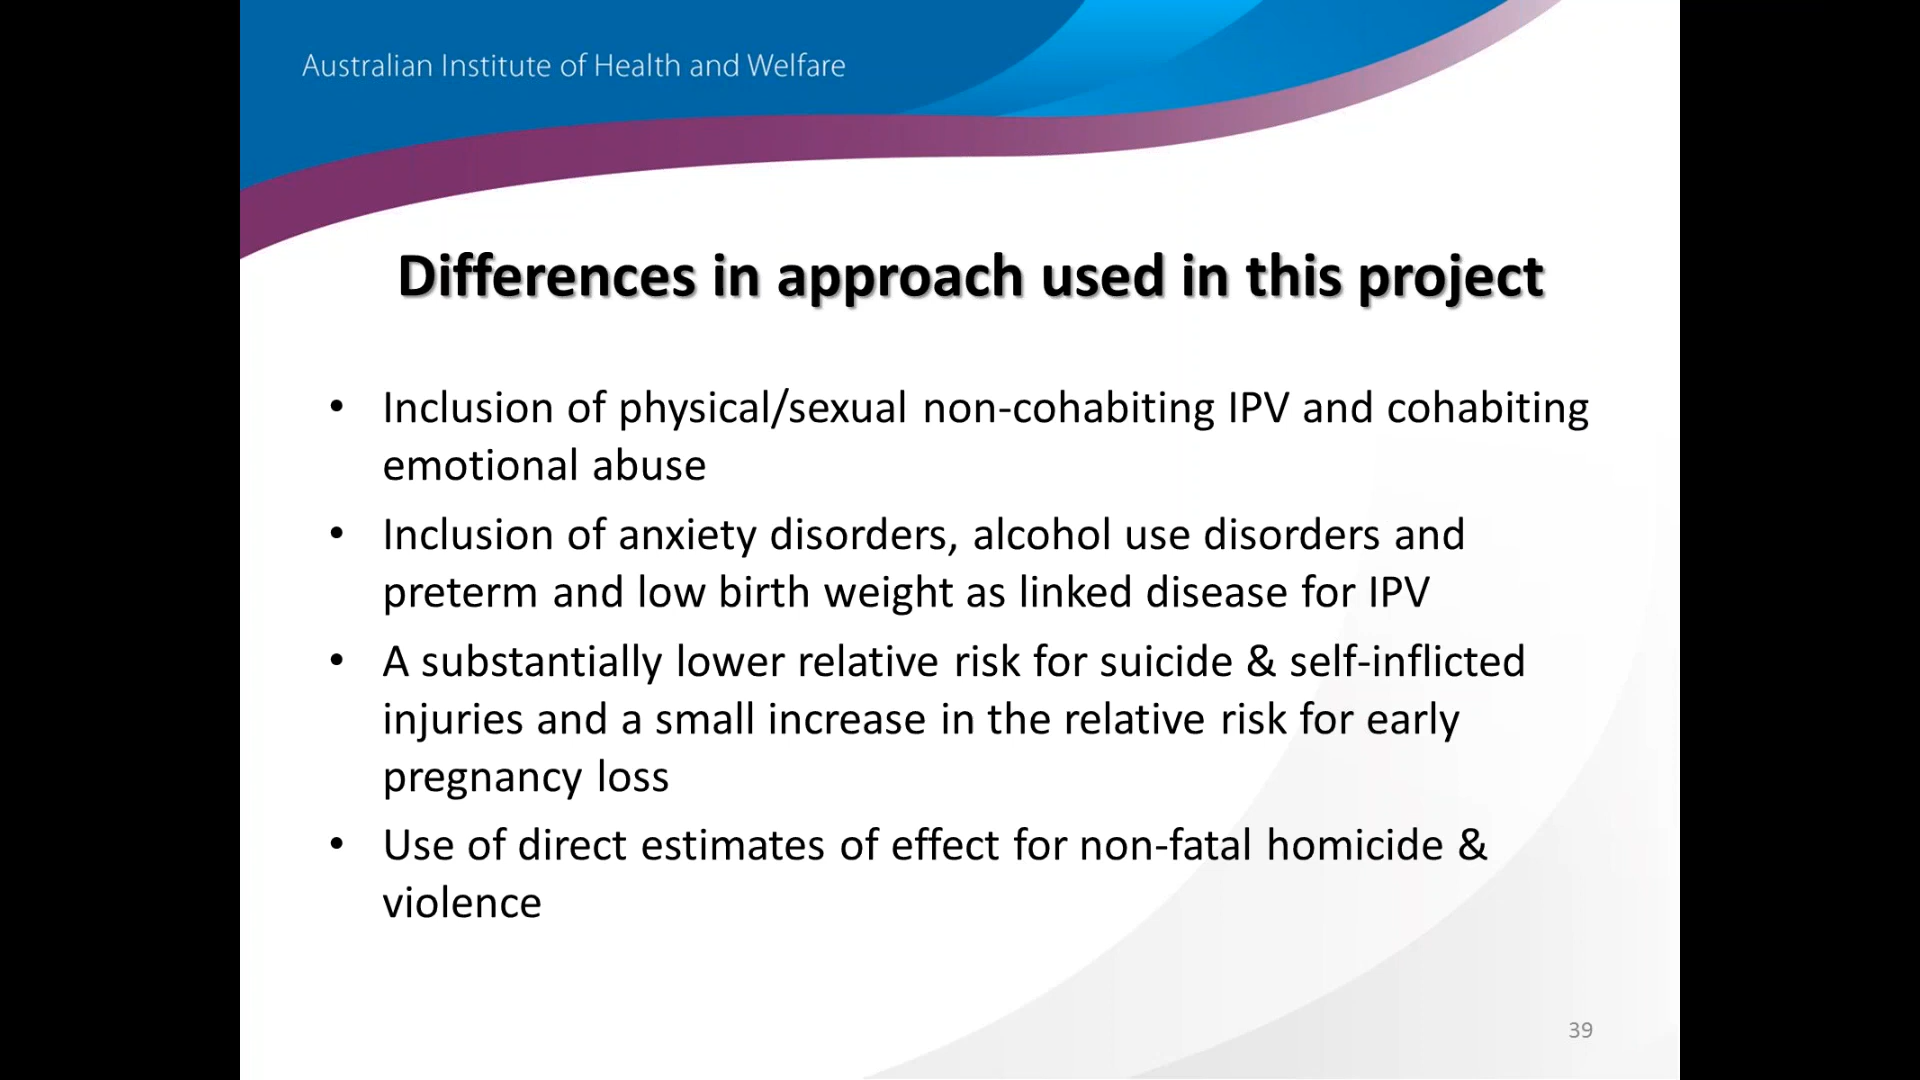 Australian Institute of Health and Welfare
Differences in approach used in this project
• Inclusion of physical/sexual non-cohabiting IPV and cohabiting
emotional abuse
• Inclusion of anxiety disorders, alcohol use disorders and
preterm and low birth weight as linked disease for IPV
• A substantially lower relative risk for suicide & self-inflicted
injuries and a small increase in the relative risk for early
pregnancy loss
• Use of direct estimates of effect for non-fatal homicide &
violence
39